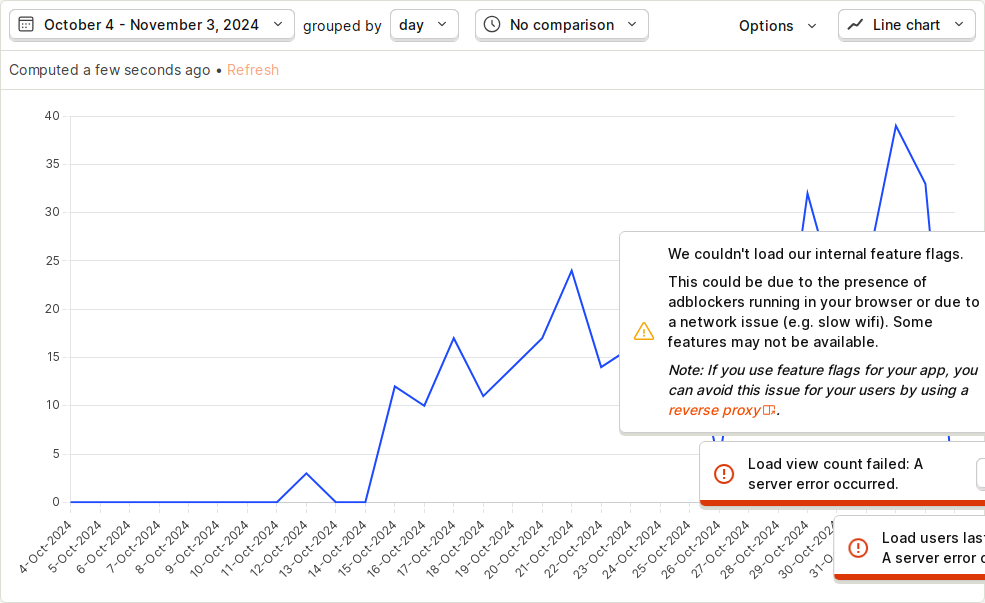 October 4 - November 3, 2024 grouped by day No comparison Options Line chart
Computed a few seconds ago • Refresh
40
35
30
25
20
15
10
5
0
We couldn't load our internal feature flags.
This could be due to the presence of
adblockers running in your browser or due to
a network issue (e.g. slow wifi). Some
features may not be available.
Note: If you use feature flags for your app, you
can avoid this issue for your users by using a
reverse proxy.
Load view count failed: A
server error occurred.
Load users last
A server error
4-Oct-2024
5-Oct-2024
6-Oct-2024
7-Oct-2024
8-Oct-2024
9-Oct-2024
10-Oct-2024
11-Oct-2024
12-Oct-2024
13-Oct-2024
14-Oct-2024
15-Oct-2024
16-Oct-2024
17-Oct-2024
18-Oct-2024
19-Oct-2024
20-Oct-2024
21-Oct-2024
22-Oct-2024
23-Oct-2024
24-Oct-2024
25-Oct-2024
26-Oct-2024
27-Oct-2024
28-Oct-2024
29-Oct-2024
30-Oct-2024
31-Oct